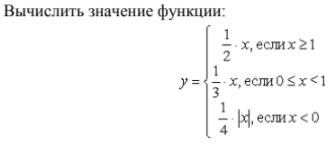 Вычислить значение функции:
1/2 · x, если x ≥ 1
y = { 1/3 · x, если 0 ≤ x < 1
1/4 · |x|, если x < 0